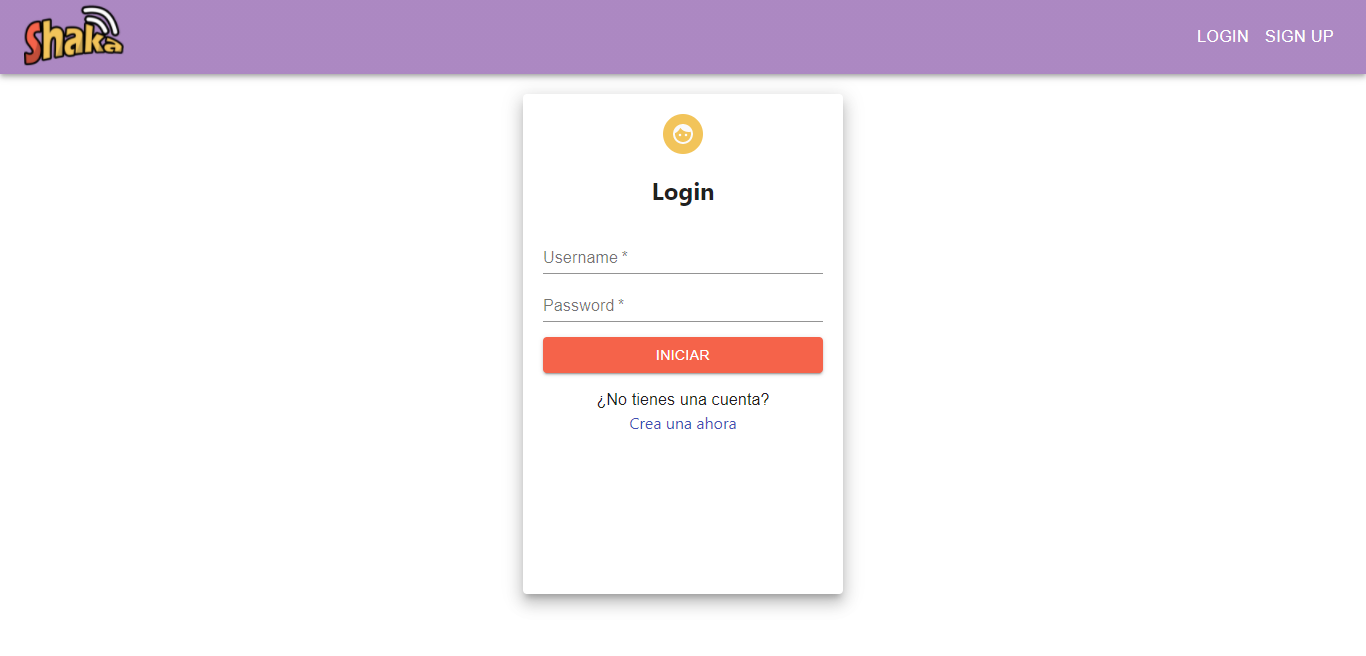 Shaka
LOGIN SIGN UP
Login
Username *
Password *
INICIAR
¿No tienes una cuenta?
Crea una ahora